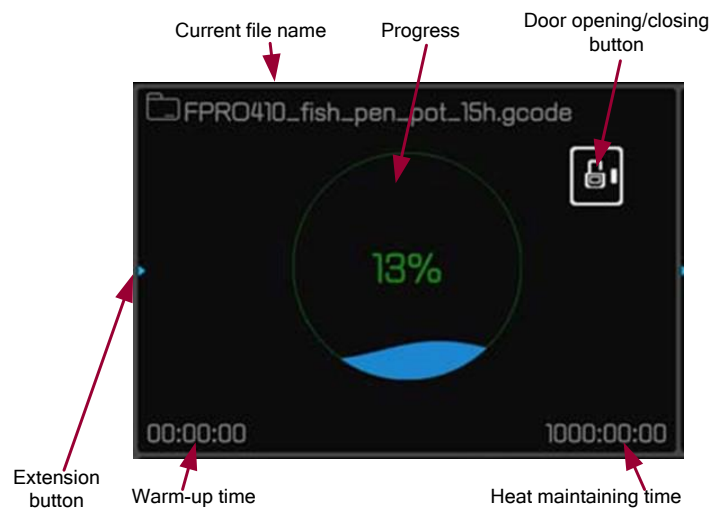 Current file name
Progress
Door opening/closing
button
FPRO410_fish_pen_pot_15h.gcode
13%
00:00:00
1000:00:00
Extension
button
Warm-up time
Heat maintaining time